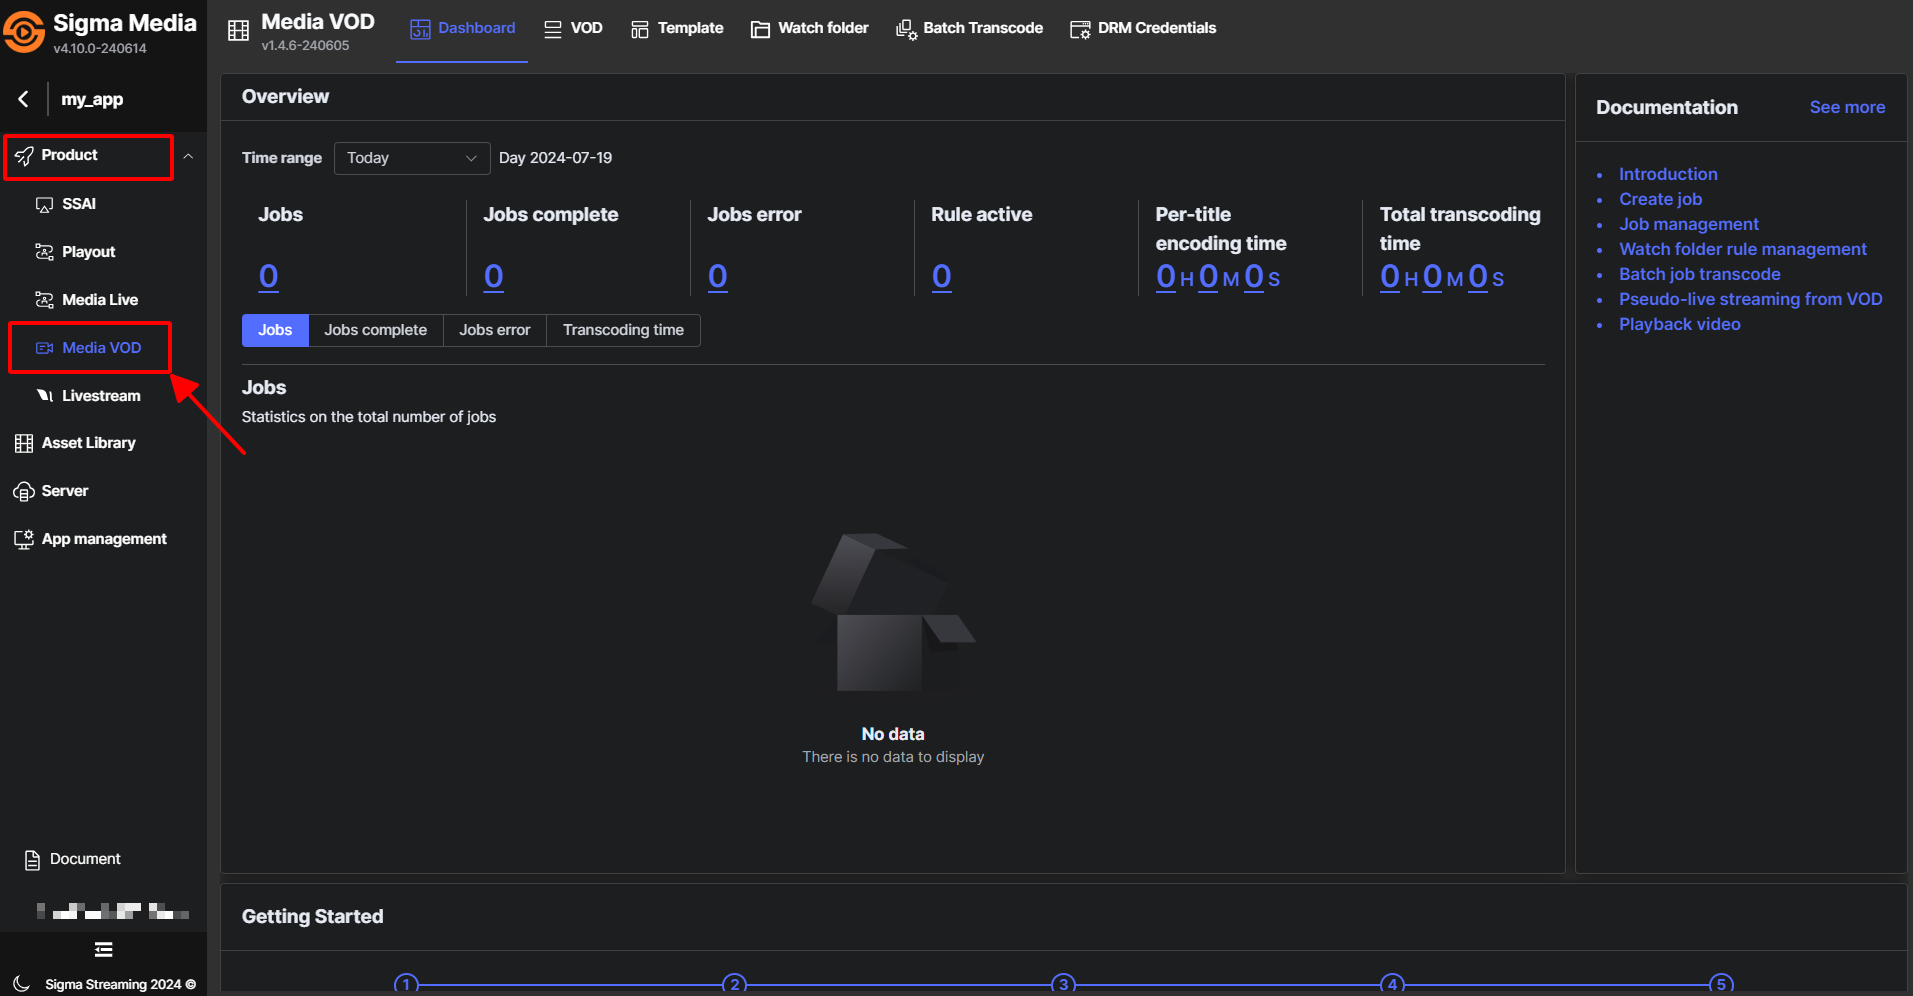 Sigma Media
v4.10.0-240614
my_app
Product
SSAI
Playout
Media Live
Media VOD
Livestream
Asset Library
Server
App management
Document
Sigma Streaming 2024 ©
Media VOD
v1.4.6-240605
Dashboard
VOD
Template
Watch folder
Batch Transcode
DRM Credentials
Overview
Time range
Today
Day 2024-07-19
Jobs
0
Jobs complete
0
Jobs error
0
Rule active
0
Per-title
encoding time
0 H 0 M 0 S
Total transcoding
time
0 H 0 M 0 S
Jobs
Jobs complete
Jobs error
Transcoding time
Jobs
Statistics on the total number of jobs
No data
There is no data to display
Documentation
See more
Introduction
Create job
Job management
Watch folder rule management
Batch job transcode
Pseudo-live streaming from VOD
Playback video
Getting Started
1
2
3
4
5